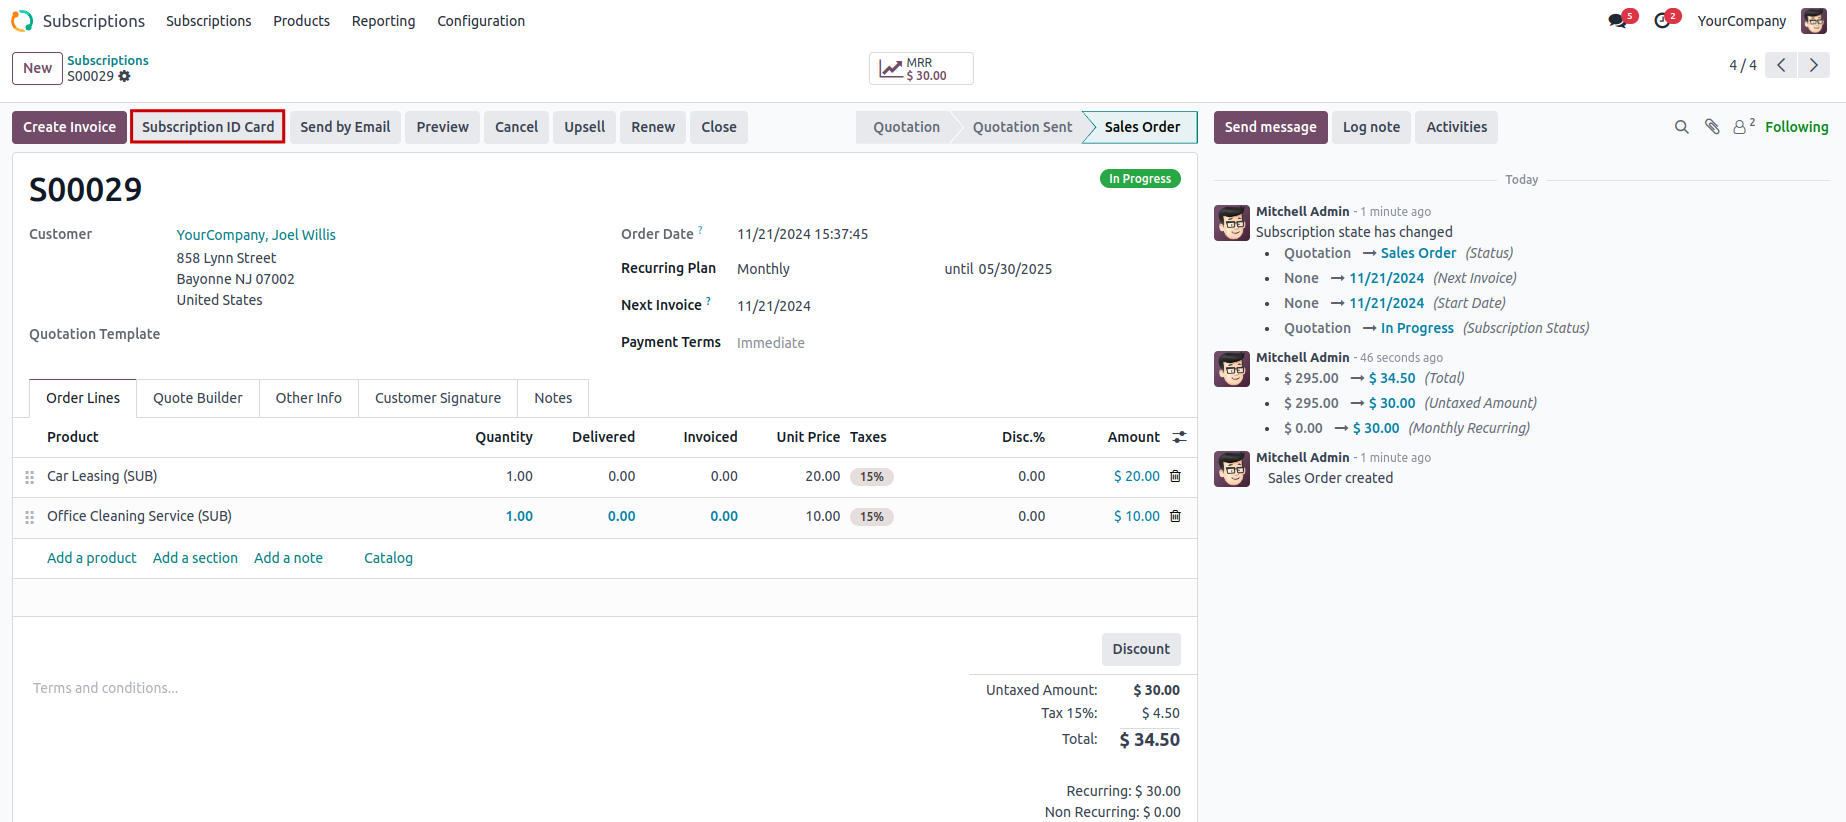 Subscriptions Subscriptions Products Reporting Configuration 5 2 YourCompany
New Subscriptions
S00029
MRR
$ 30.00
4 / 4
Create Invoice Subscription ID Card Send by Email Preview Cancel Upsell Renew Close Quotation Quotation Sent Sales Order
S00029
In Progress
Customer YourCompany, Joel Willis
858 Lynn Street
Bayonne NJ 07002
United States
Quotation Template
Order Date ? 11/21/2024 15:37:45
Recurring Plan Monthly until 05/30/2025
Next Invoice ? 11/21/2024
Payment Terms Immediate
Order Lines Quote Builder Other Info Customer Signature Notes
Product Quantity Delivered Invoiced Unit Price Taxes Disc.% Amount
Car Leasing (SUB) 1.00 0.00 0.00 20.00 15% 0.00 $ 20.00
Office Cleaning Service (SUB) 1.00 0.00 0.00 10.00 15% 0.00 $ 10.00
Add a product Add a section Add a note Catalog
Discount
Terms and conditions...
Untaxed Amount: $ 30.00
Tax 15%: $ 4.50
Total: $ 34.50
Recurring: $ 30.00
Non Recurring: $ 0.00
Send message Log note Activities 2 Following
Today
Mitchell Admin - 1 minute ago
Subscription state has changed
• Quotation → Sales Order (Status)
• None → 11/21/2024 (Next Invoice)
• None → 11/21/2024 (Start Date)
• Quotation → In Progress (Subscription Status)
Mitchell Admin - 46 seconds ago
• $ 295.00 → $ 34.50 (Total)
• $ 295.00 → $ 30.00 (Untaxed Amount)
• $ 0.00 → $ 30.00 (Monthly Recurring)
Mitchell Admin - 1 minute ago
Sales Order created